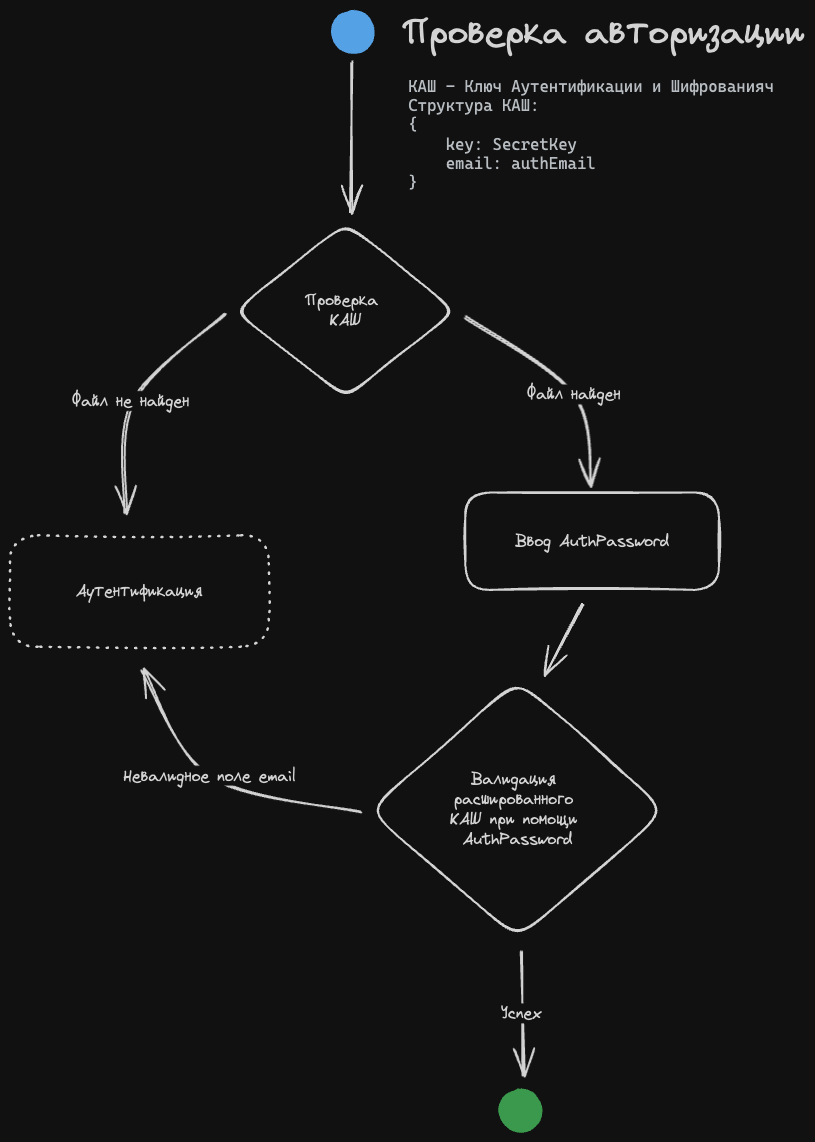 Проверка авторизации
КАШ – Ключ Аутентификации и Шифрованияч
Структура КАШ:
{
key: SecretKey
email: authEmail
}
Проверка
КАШ
Файл не найден
Файл найден
Ввод AuthPassword
Аутентификация
Невалидное поле email
Валидация
расшированного
КАШ при помощи
AuthPassword
Успех